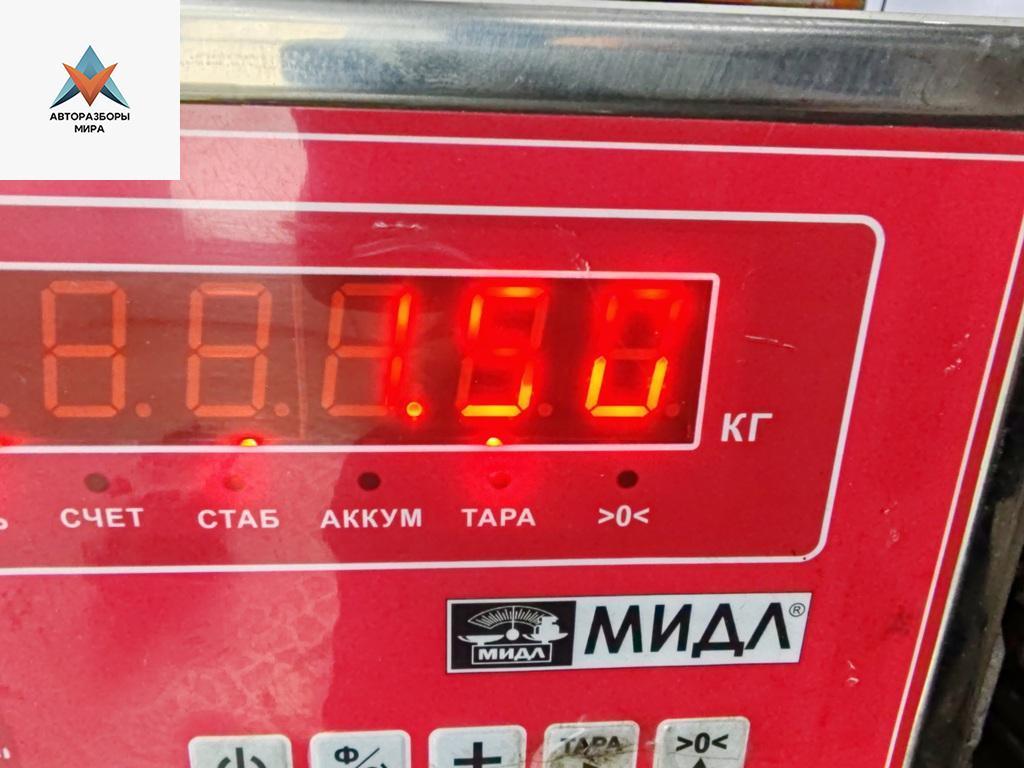 АВТОРАЗБОРЫ
МИРА
1.50
КГ
СЧЕТ СТАБ АККУМ ТАРА >0<
МИДЛ МИДЛ®
Ф/ + ТАРА >0<